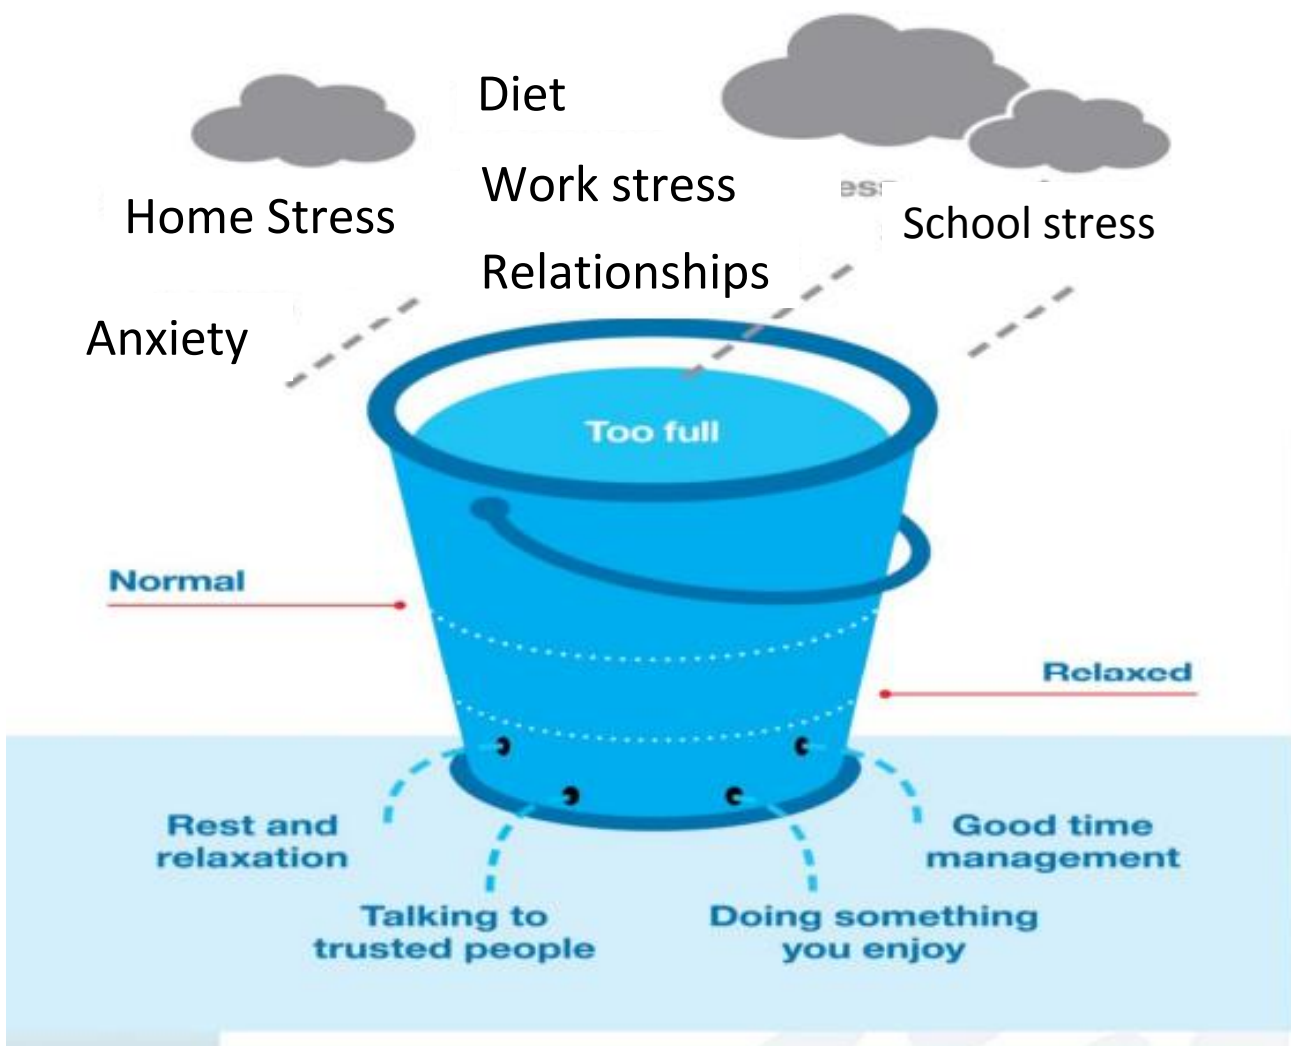 Diet
Work stress
Home Stress
School stress
Relationships
Anxiety
Too full
Normal
Relaxed
Rest and
relaxation
Good time
management
Talking to
trusted people
Doing something
you enjoy